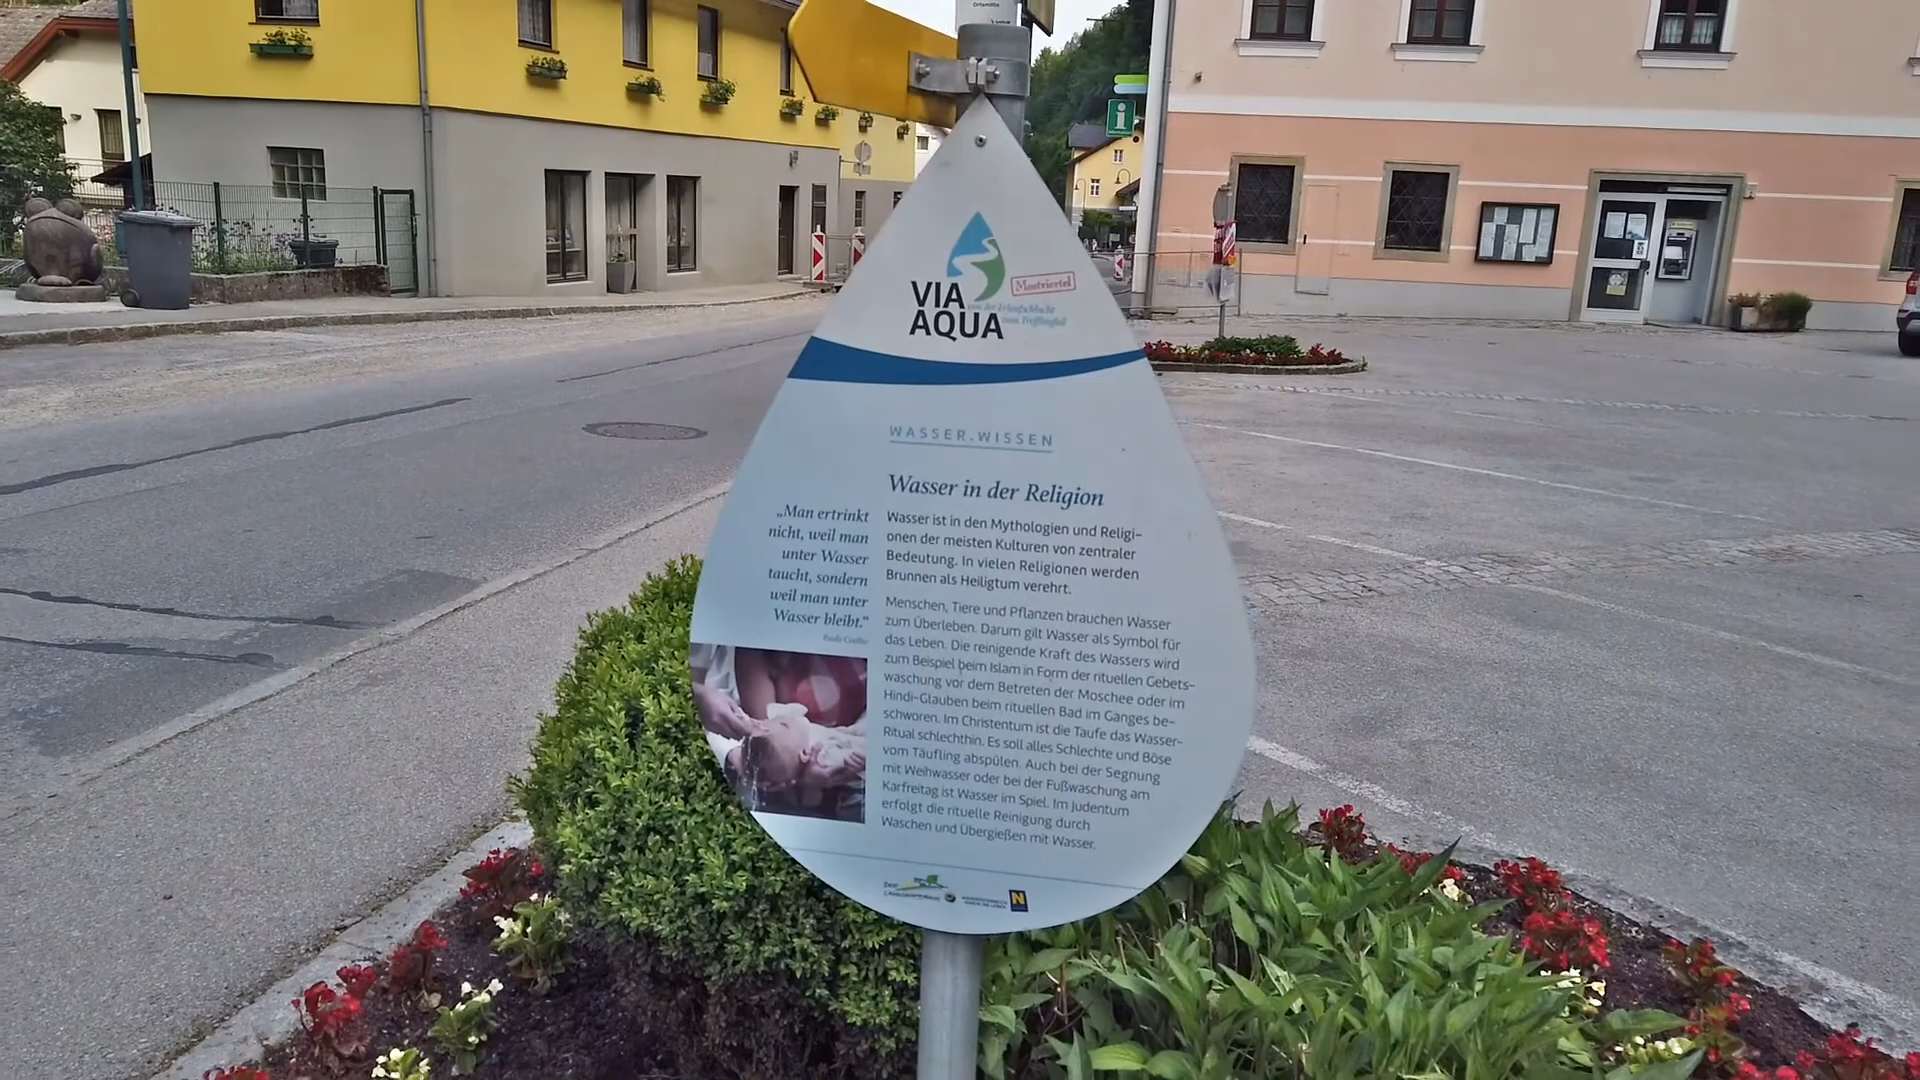 Ortsmitte
i
VIA
AQUA
Mostviertel
von der Erlaufschlucht
zum Trefflingfall
WASSER.WISSEN
Wasser in der Religion
„Man ertrinkt
nicht, weil man
unter Wasser
taucht, sondern
weil man unter
Wasser bleibt.“
Paulo Coelho
Wasser ist in den Mythologien und Religi-
onen der meisten Kulturen von zentraler
Bedeutung. In vielen Religionen werden
Brunnen als Heiligtum verehrt.
Menschen, Tiere und Pflanzen brauchen Wasser
zum Überleben. Darum gilt Wasser als Symbol für
das Leben. Die reinigende Kraft des Wassers wird
zum Beispiel beim Islam in Form der rituellen Gebets-
waschung vor dem Betreten der Moschee oder im
Hindi-Glauben beim rituellen Bad im Ganges be-
schworen. Im Christentum ist die Taufe das Wasser-
Ritual schlechthin. Es soll alles Schlechte und Böse
vom Täufling abspülen. Auch bei der Segnung
mit Weihwasser oder bei der Fußwaschung am
Karfreitag ist Wasser im Spiel. Im Judentum
erfolgt die rituelle Reinigung durch
Waschen und Übergießen mit Wasser.
N